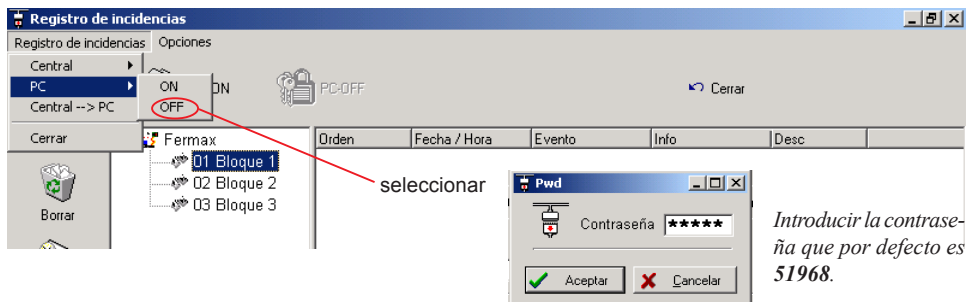 Registro de incidencias
Registro de incidencias Opciones
Central
PC
Central --> PC
Cerrar
ON
OFF
ON
PC-OFF
Cerrar
Borrar
Fermax
01 Bloque 1
02 Bloque 2
03 Bloque 3
Orden Fecha / Hora Evento Info Desc
seleccionar
Pwd
Contraseña *****
Aceptar Cancelar
Introducir la contrase-
ña que por defecto es
51968.